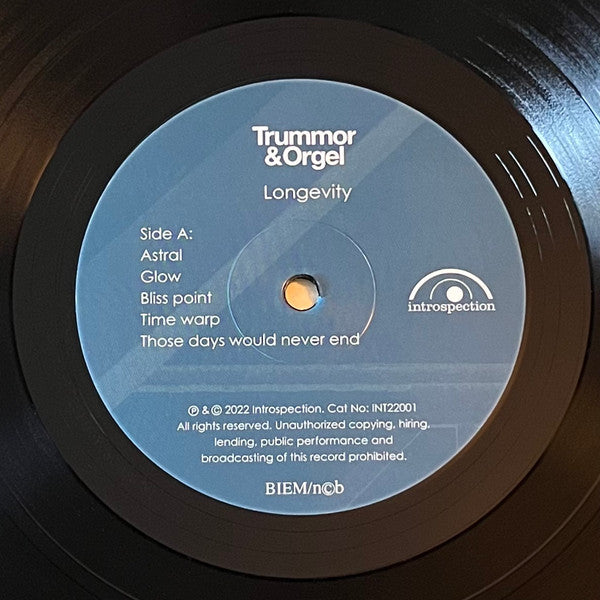 Trummor
&Orgel
Longevity
Side A:
Astral
Glow
Bliss point
Time warp
Those days would never end
introspection
℗ & © 2022 Introspection. Cat No: INT22001
All rights reserved. Unauthorized copying, hiring,
lending, public performance and
broadcasting of this record prohibited.
BIEM/n©b